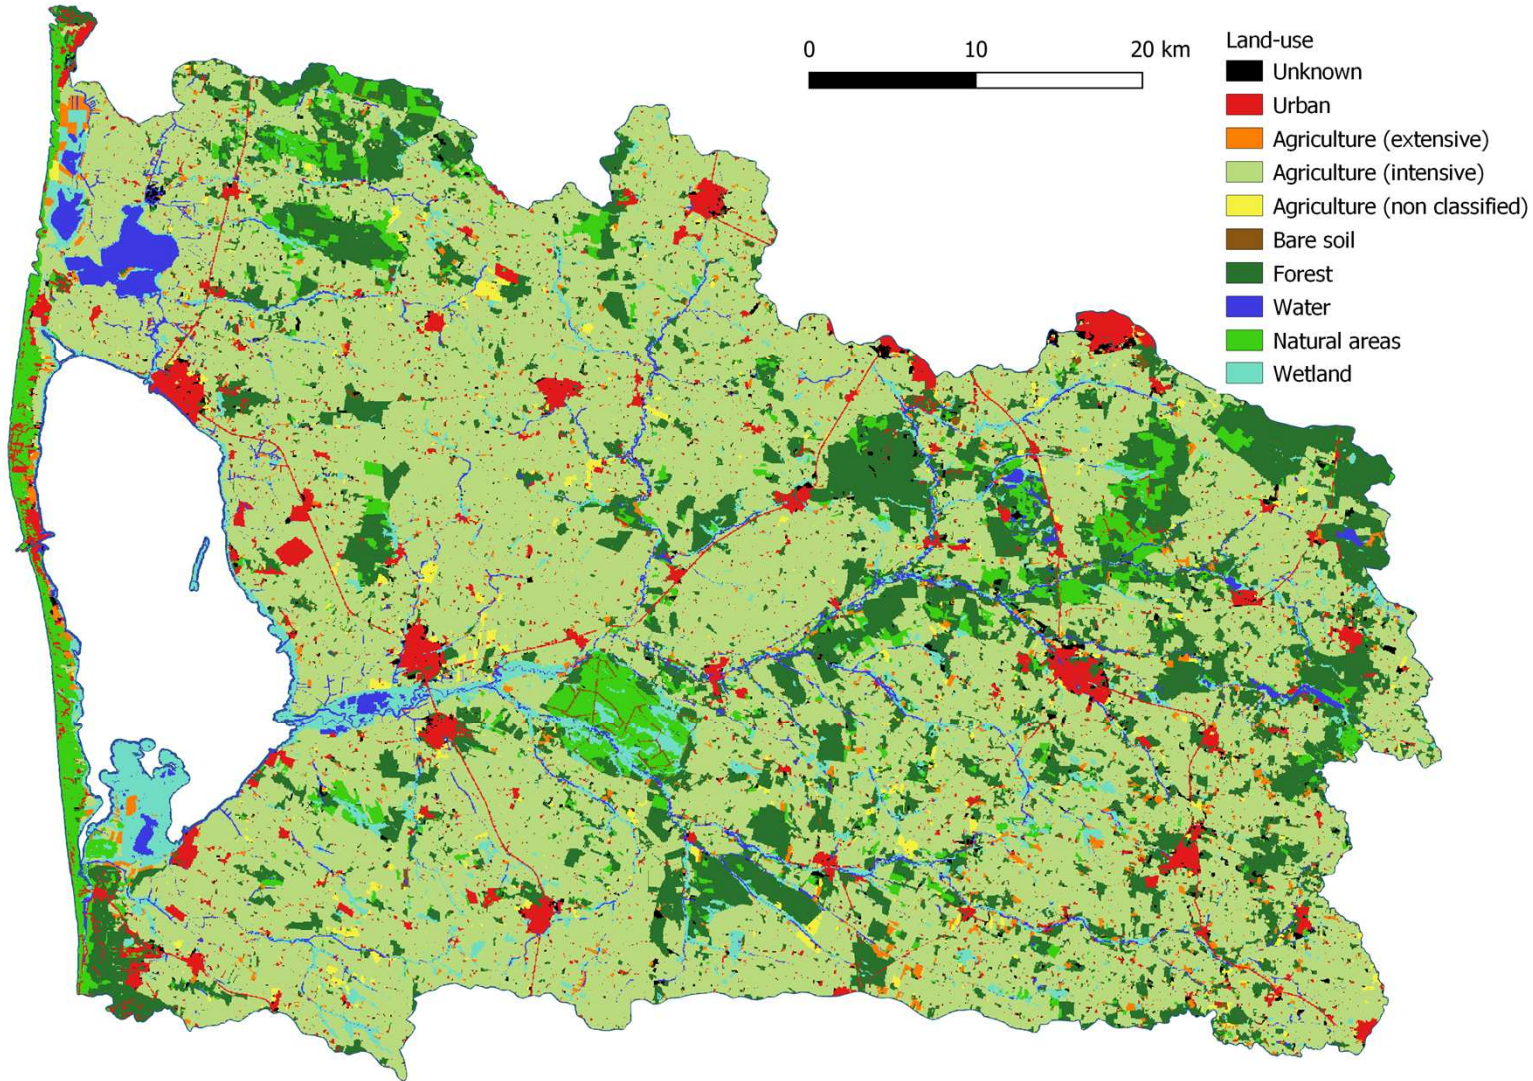 0 10 20 km
Land-use
Unknown
Urban
Agriculture (extensive)
Agriculture (intensive)
Agriculture (non classified)
Bare soil
Forest
Water
Natural areas
Wetland